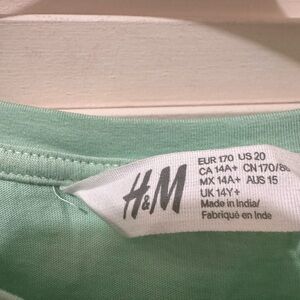 H&M
EUR 170 US 20
CA 14A+ CN 170/8
MX 14A+ AUS 15
UK 14Y+
Made in India/
Fabriqué en Inde